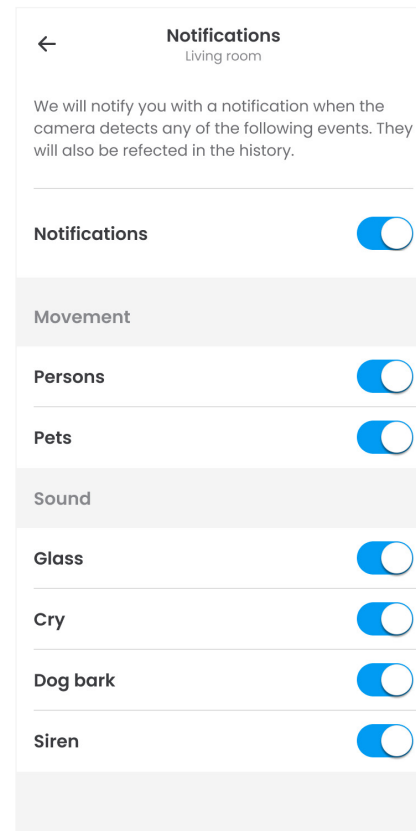 Notifications
Living room
We will notify you with a notification when the
camera detects any of the following events. They
will also be refected in the history.
Notifications
Movement
Persons
Pets
Sound
Glass
Cry
Dog bark
Siren